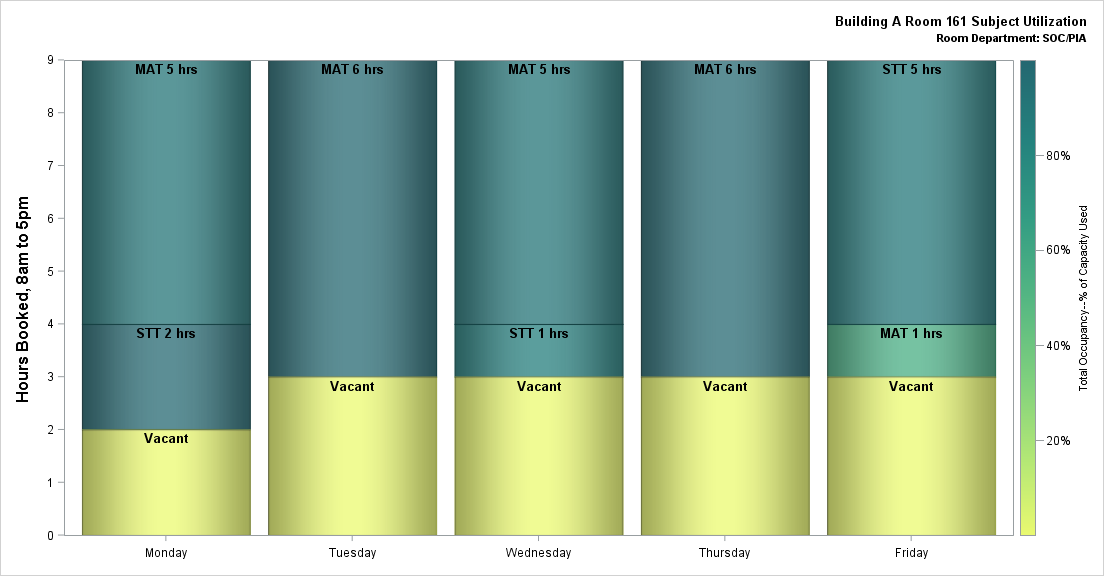 Building A Room 161 Subject Utilization
Room Department: SOC/PIA
Hours Booked, 8am to 5pm
9
8
7
6
5
4
3
2
1
0
MAT 5 hrs
STT 2 hrs
Vacant
MAT 6 hrs
Vacant
MAT 5 hrs
STT 1 hrs
Vacant
MAT 6 hrs
Vacant
STT 5 hrs
MAT 1 hrs
Vacant
Monday
Tuesday
Wednesday
Thursday
Friday
80%
60%
40%
20%
Total Occupancy--% of Capacity Used